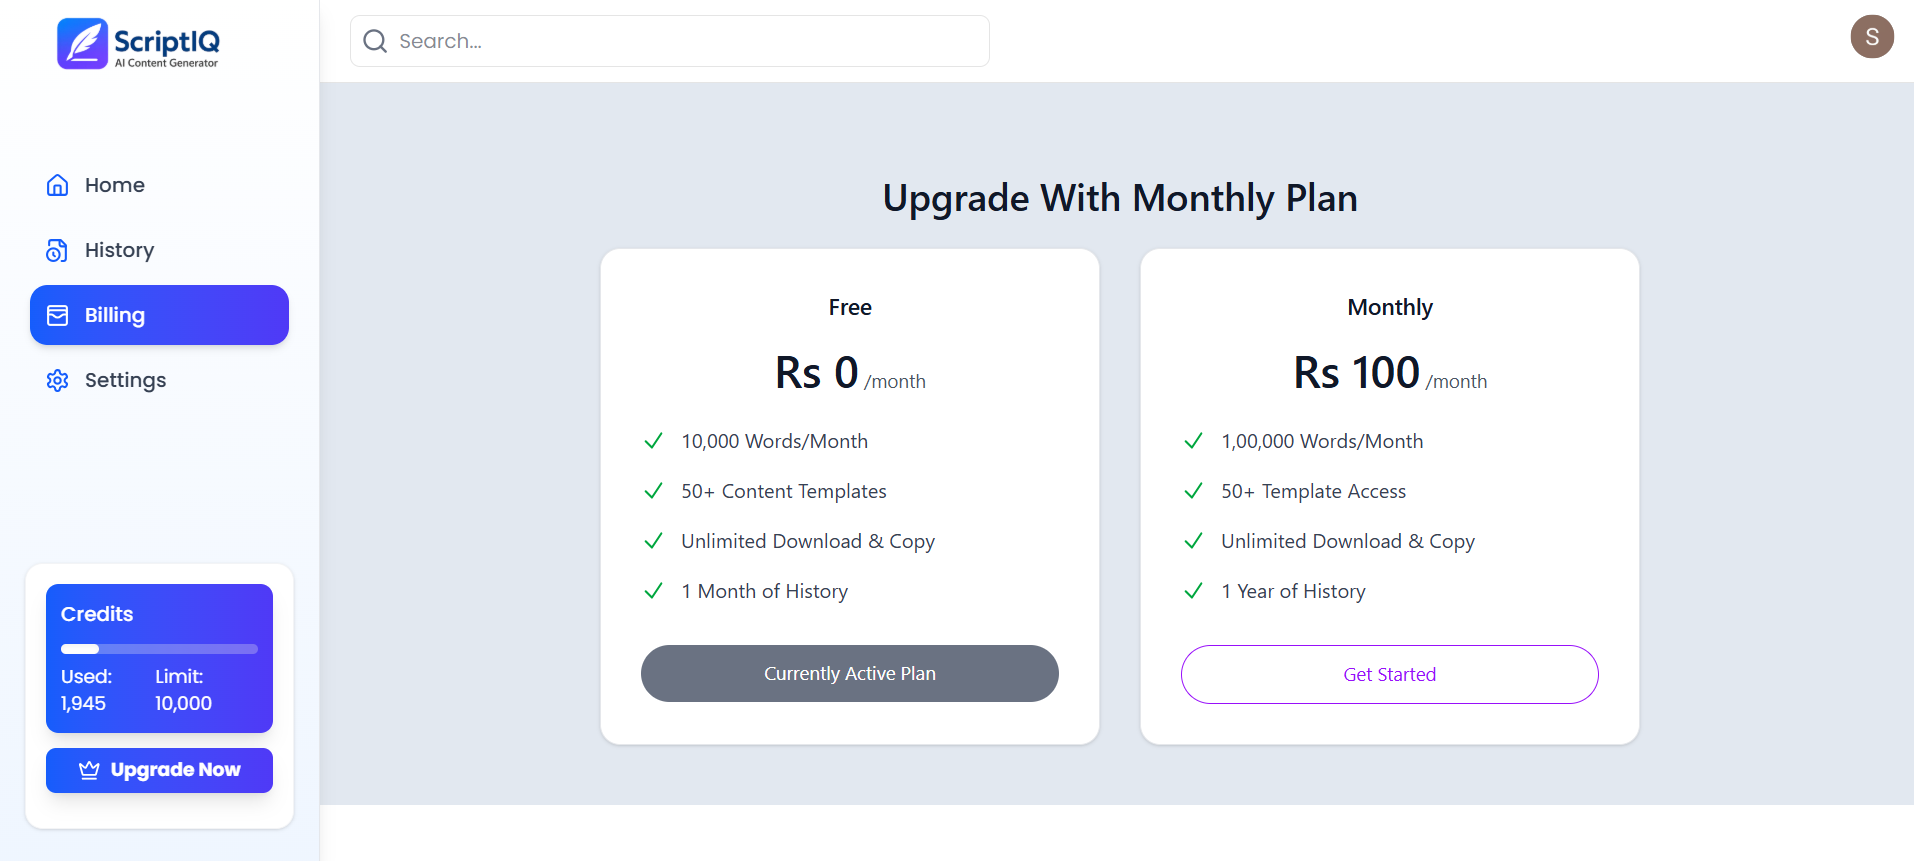 ScriptIQ
AI Content Generator
Search...
S
Home
History
Billing
Settings
Credits
Used:
1,945
Limit:
10,000
Upgrade Now
Upgrade With Monthly Plan
Free
Rs 0 /month
10,000 Words/Month
50+ Content Templates
Unlimited Download & Copy
1 Month of History
Currently Active Plan
Monthly
Rs 100 /month
1,00,000 Words/Month
50+ Template Access
Unlimited Download & Copy
1 Year of History
Get Started